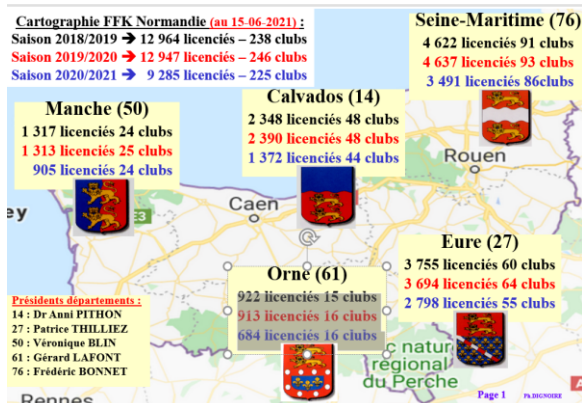 Cartographie FFK Normandie (au 15-06-2021) :
Saison 2018/2019 ➔ 12 964 licenciés – 238 clubs
Saison 2019/2020 ➔ 12 947 licenciés – 246 clubs
Saison 2020/2021 ➔ 9 285 licenciés – 225 clubs
Seine-Maritime (76)
4 622 licenciés 91 clubs
4 637 licenciés 93 clubs
3 491 licenciés 86clubs
Manche (50)
1 317 licenciés 24 clubs
1 313 licenciés 25 clubs
905 licenciés 24 clubs
Calvados (14)
2 348 licenciés 48 clubs
2 390 licenciés 48 clubs
1 372 licenciés 44 clubs
Rouen
Caen
ey
E3
Eure (27)
3 755 licenciés 60 clubs
3 694 licenciés 64 clubs
2 798 licenciés 55 clubs
Orne (61)
922 licenciés 15 clubs
913 licenciés 16 clubs
684 licenciés 16 clubs
Présidents départements :
14 : Dr Anni PITHON
27 : Patrice THILLIEZ
50 : Véronique BLIN
61 : Gérard LAFONT
76 : Frédéric BONNET
c natur
régional
du Perche
Rennes
Page 1
Ph.DIGNOIRE
A